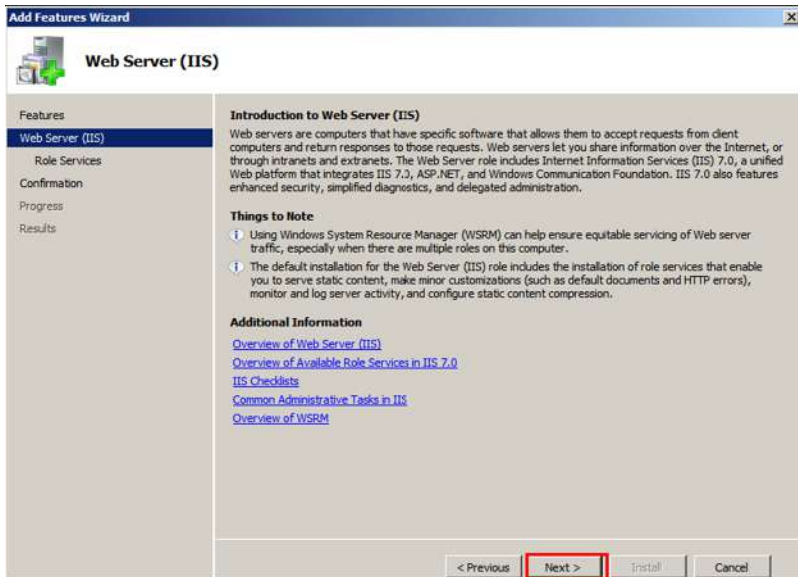 Add Features Wizard
Web Server (IIS)
Features
Web Server (IIS)
Role Services
Confirmation
Progress
Results
Introduction to Web Server (IIS)
Web servers are computers that have specific software that allows them to accept requests from client
computers and return responses to those requests. Web servers let you share information over the Internet, or
through intranets and extranets. The Web Server role includes Internet Information Services (IIS) 7.0, a unified
Web platform that integrates IIS 7.0, ASP.NET, and Windows Communication Foundation. IIS 7.0 also features
enhanced security, simplified diagnostics, and delegated administration.
Things to Note
Using Windows System Resource Manager (WSRM) can help ensure equitable servicing of Web server
traffic, especially when there are multiple roles on this computer.
The default installation for the Web Server (IIS) role includes the installation of role services that enable
you to serve static content, make minor customizations (such as default documents and HTTP errors),
monitor and log server activity, and configure static content compression.
Additional Information
Overview of Web Server (IIS)
Overview of Available Role Services in IIS 7.0
IIS Checklists
Common Administrative Tasks in IIS
Overview of WSRM
< Previous Next > Install Cancel